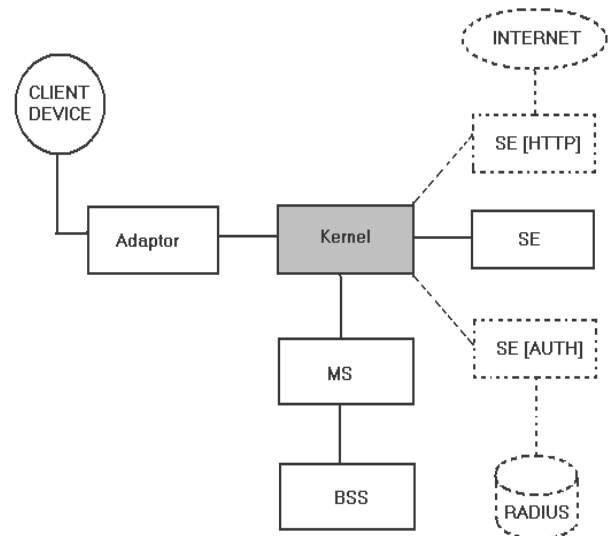 INTERNET
CLIENT
DEVICE
SE [HTTP]
Adaptor
Kernel
SE
MS
SE [AUTH]
BSS
RADIUS